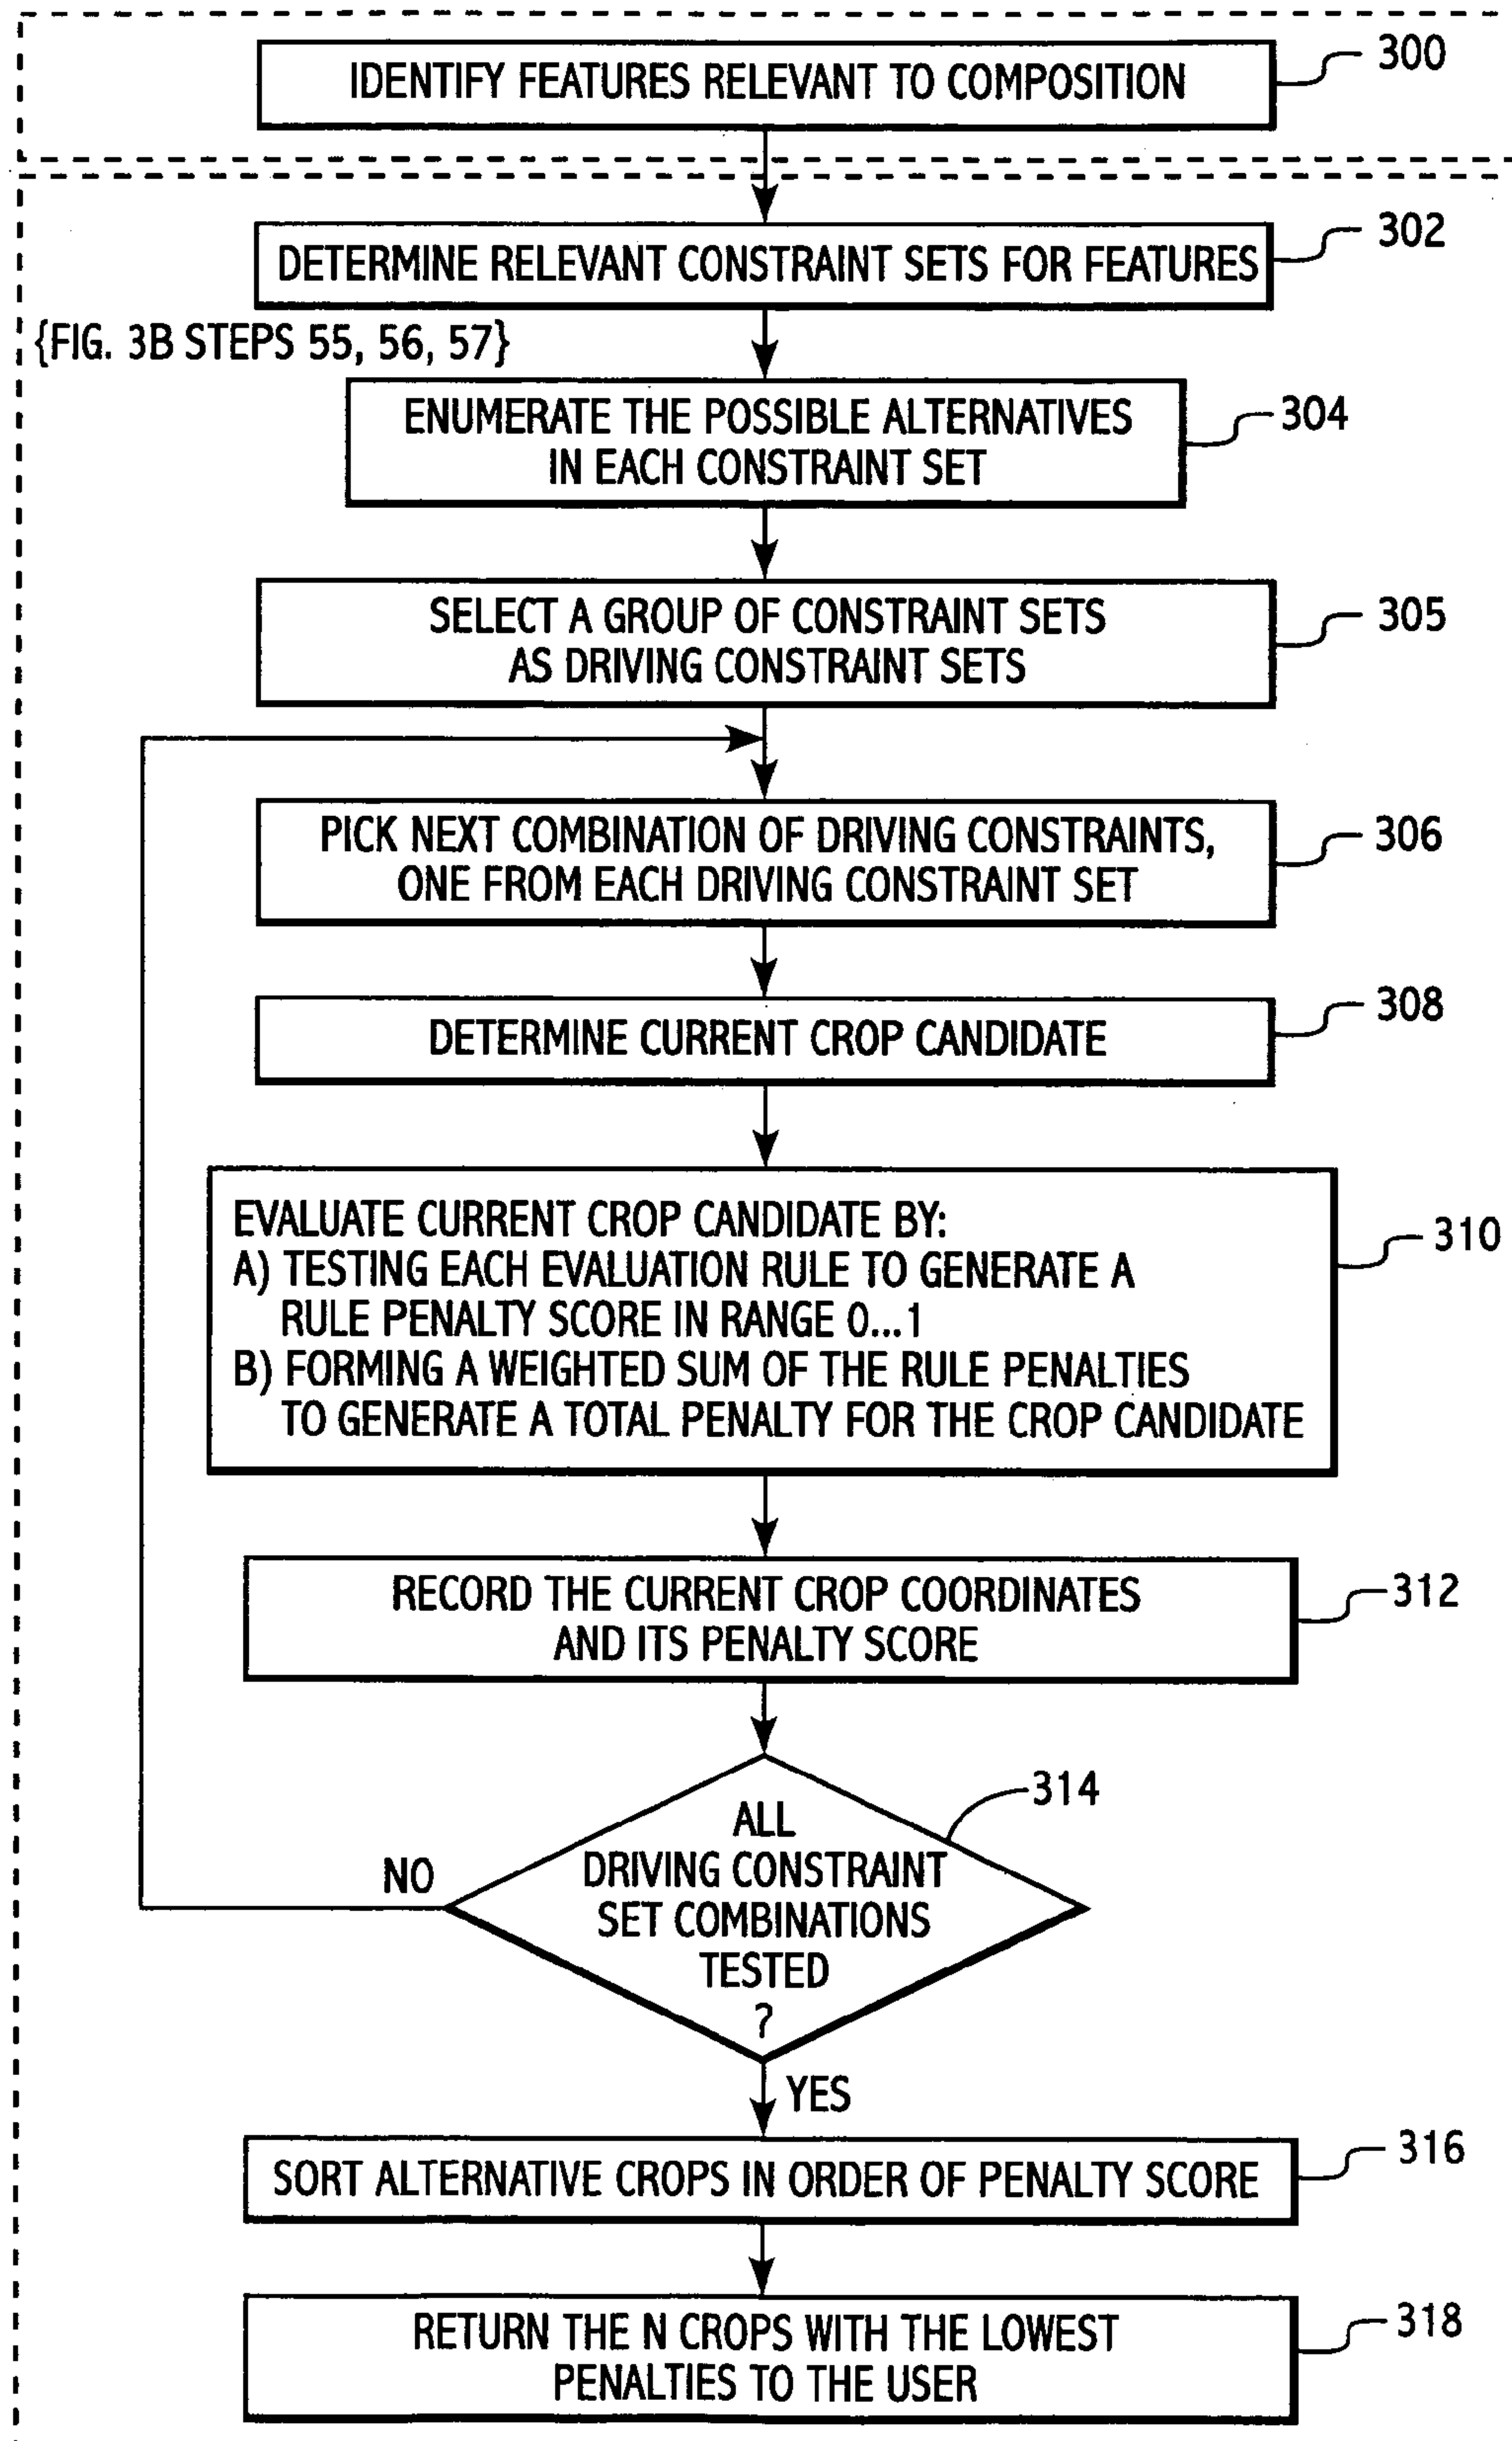 IDENTIFY FEATURES RELEVANT TO COMPOSITION
300
DETERMINE RELEVANT CONSTRAINT SETS FOR FEATURES
302
{FIG. 3B STEPS 55, 56, 57}
ENUMERATE THE POSSIBLE ALTERNATIVES
IN EACH CONSTRAINT SET
304
SELECT A GROUP OF CONSTRAINT SETS
AS DRIVING CONSTRAINT SETS
305
PICK NEXT COMBINATION OF DRIVING CONSTRAINTS,
ONE FROM EACH DRIVING CONSTRAINT SET
306
DETERMINE CURRENT CROP CANDIDATE
308
EVALUATE CURRENT CROP CANDIDATE BY:
A) TESTING EACH EVALUATION RULE TO GENERATE A
RULE PENALTY SCORE IN RANGE 0...1
B) FORMING A WEIGHTED SUM OF THE RULE PENALTIES
TO GENERATE A TOTAL PENALTY FOR THE CROP CANDIDATE
310
RECORD THE CURRENT CROP COORDINATES
AND ITS PENALTY SCORE
312
ALL
DRIVING CONSTRAINT
SET COMBINATIONS
TESTED
?
314
NO
YES
SORT ALTERNATIVE CROPS IN ORDER OF PENALTY SCORE
316
RETURN THE N CROPS WITH THE LOWEST
PENALTIES TO THE USER
318